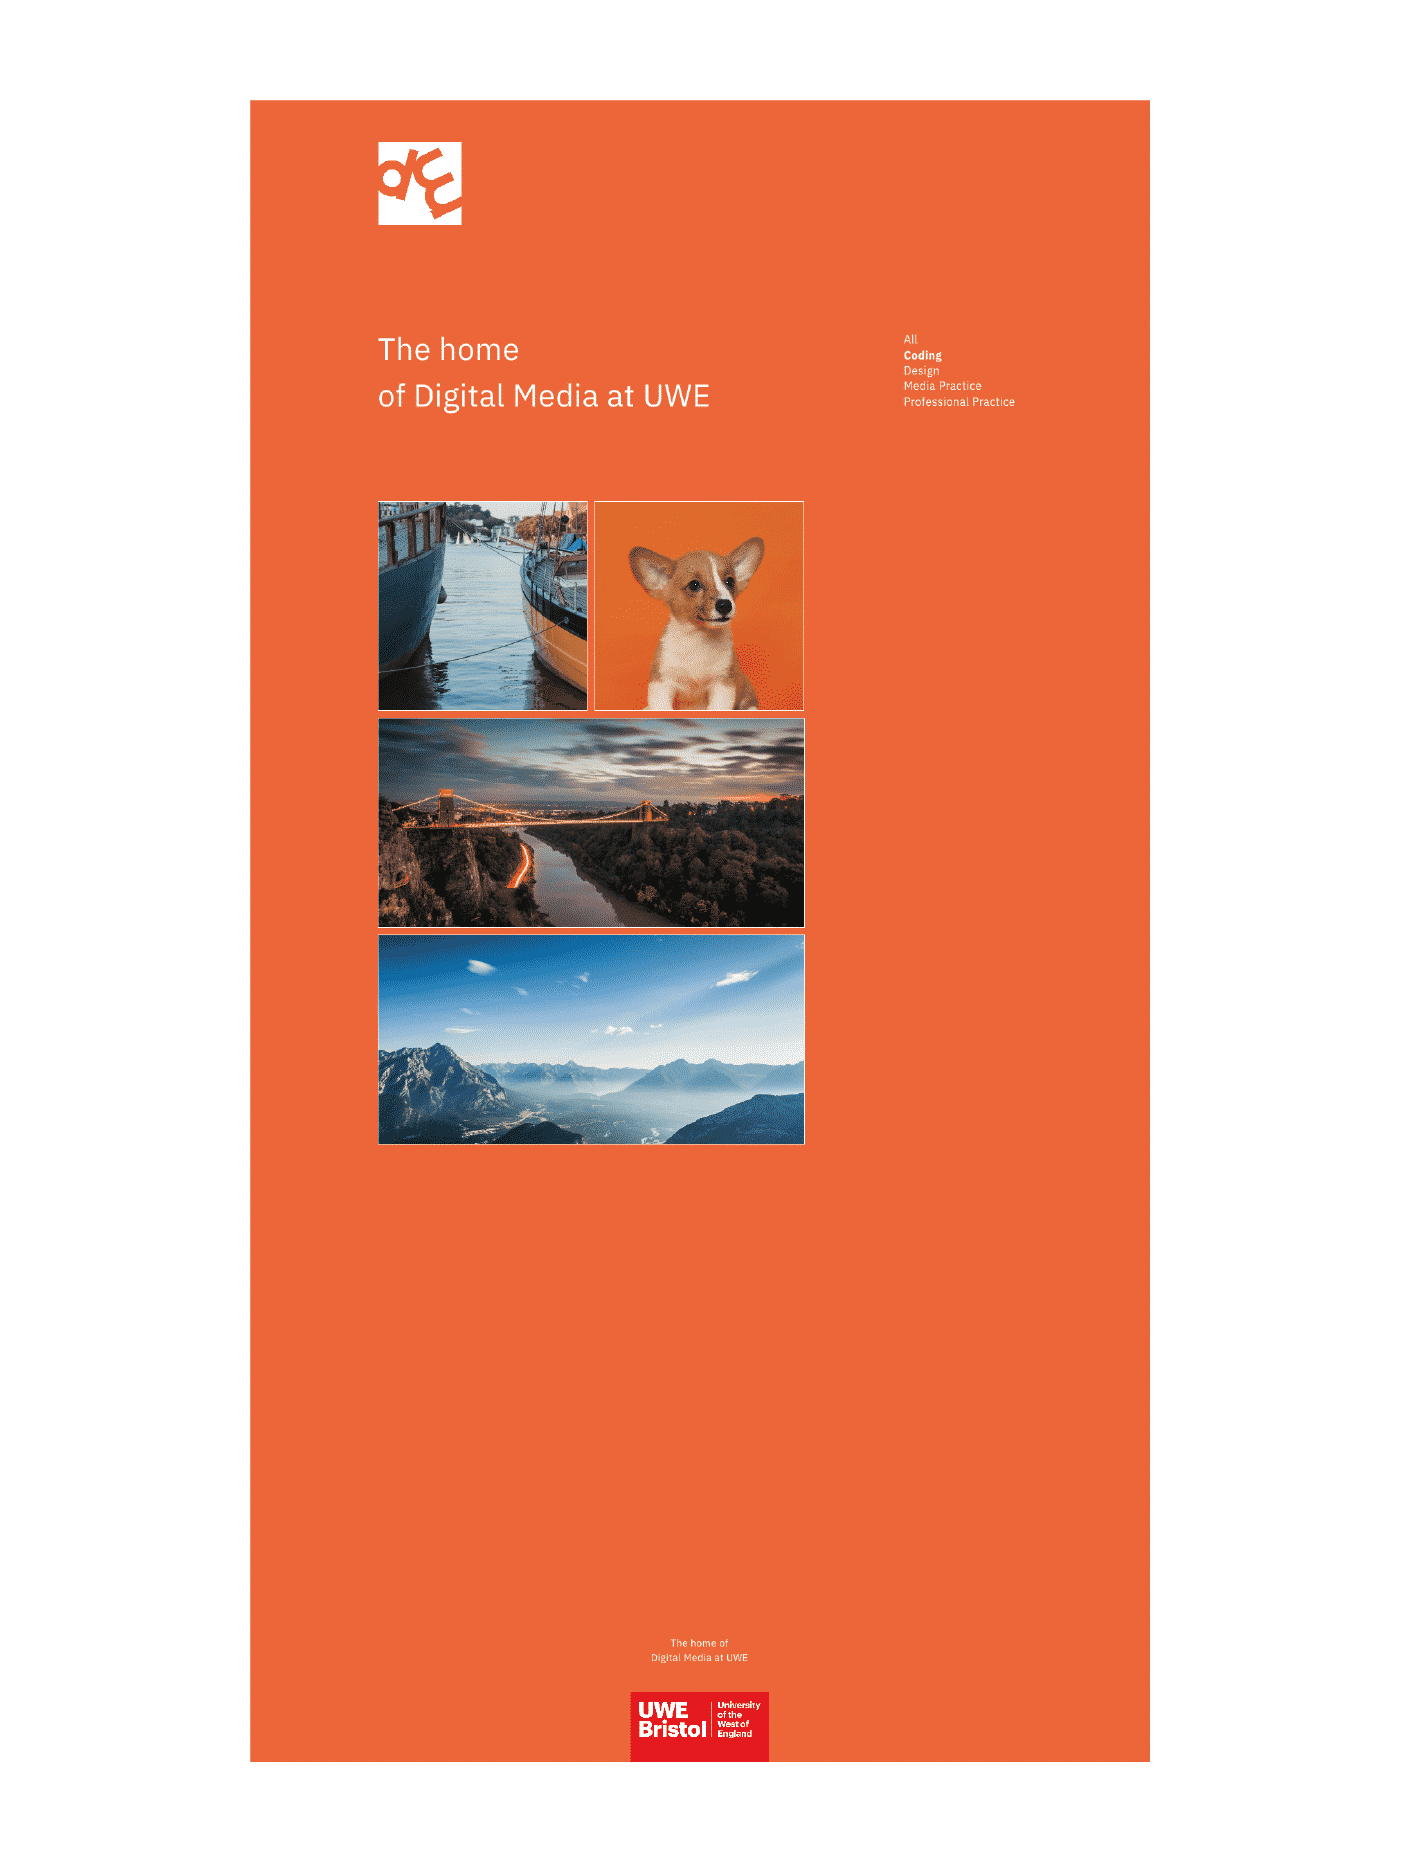 The home
of Digital Media at UWE
All
Coding
Design
Media Practice
Professional Practice
The home of
Digital Media at UWE
UWE
Bristol
University
of the
West of
England